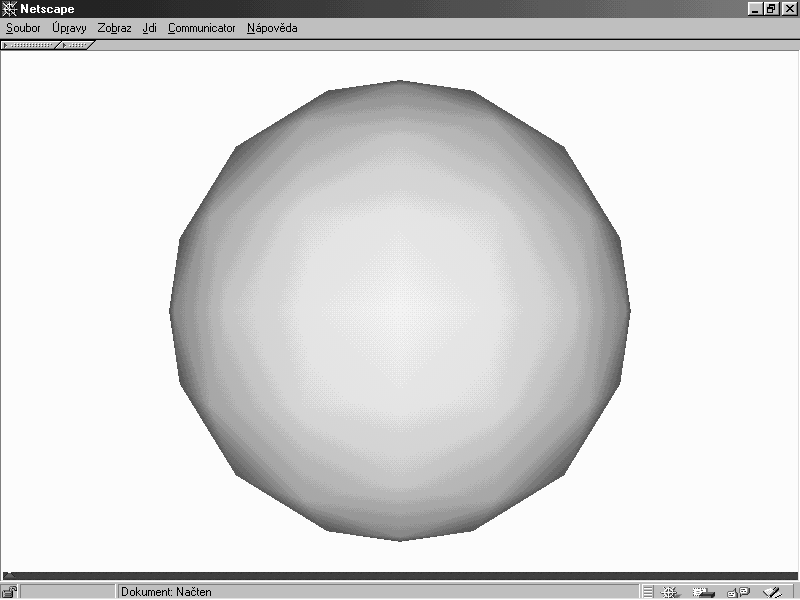 Netscape
Soubor Úpravy Zobraz Jdi Communicator Nápověda
Dokument: Načten